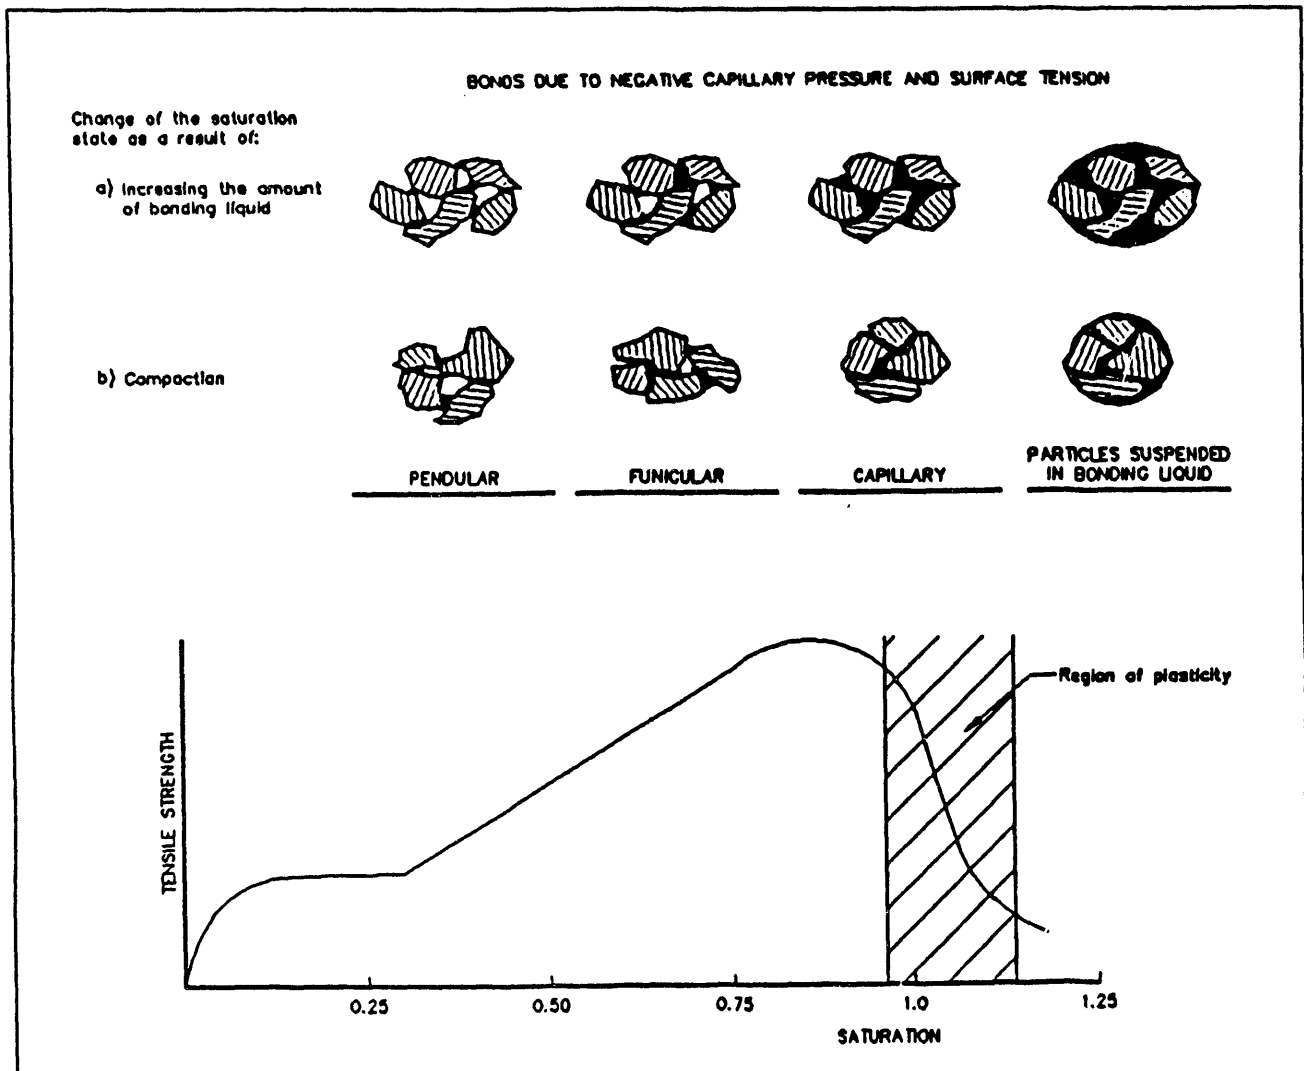 BONDS DUE TO NEGATIVE CAPILLARY PRESSURE AND SURFACE TENSION
Change of the saturation
state as a result of:
a) Increasing the amount
of bonding liquid
b) Compaction
PENDULAR
FUNICULAR
CAPILLARY
PARTICLES SUSPENDED
IN BONDING LIQUID
Region of plasticity
TENSILE STRENGTH
0.25
0.50
0.75
1.0
1.25
SATURATION